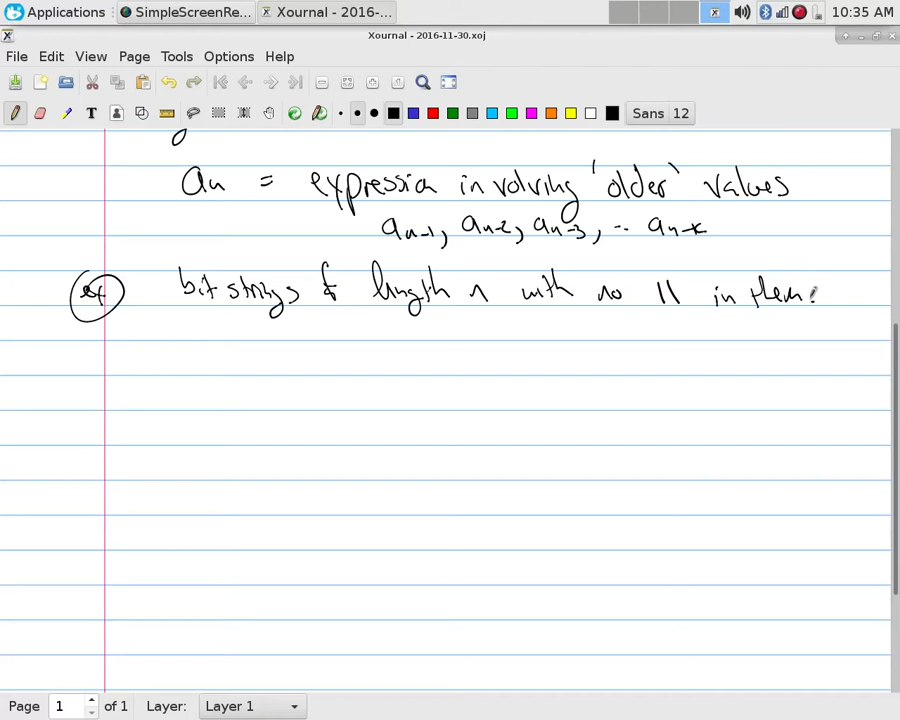 Applications
SimpleScreenRe...
Xournal - 2016-...
10:35 AM
Xournal - 2016-11-30.xoj
File Edit View Page Tools Options Help
Sans 12
an = expression involving 'older' values
an-1, an-2, an-3, ... an-k
ex bit strings of length n with no 11 in them?
Page 1 of 1 Layer: Layer 1